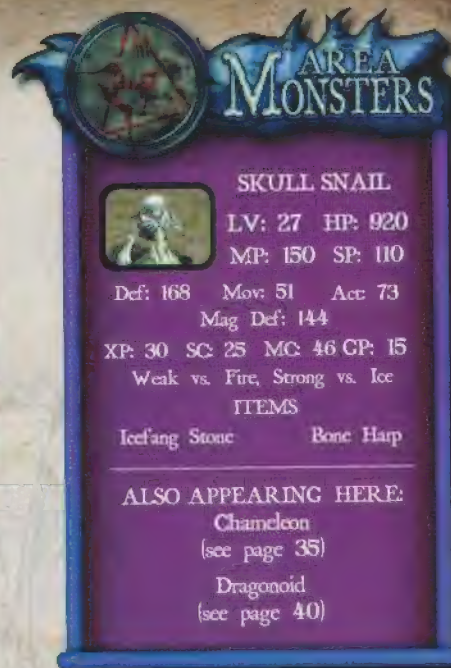 AREA
MONSTERS
SKULL SNAIL
LV: 27 HP: 920
MP: 150 SP: 110
Def: 168 Mov: 51 Act: 73
Mag Def: 144
XP: 30 SC: 25 MC: 46 GP: 15
Weak vs. Fire, Strong vs. Ice
ITEMS
Icefang Stone Bone Harp
ALSO APPEARING HERE:
Chameleon
(see page 35)
Dragonoid
(see page 40)